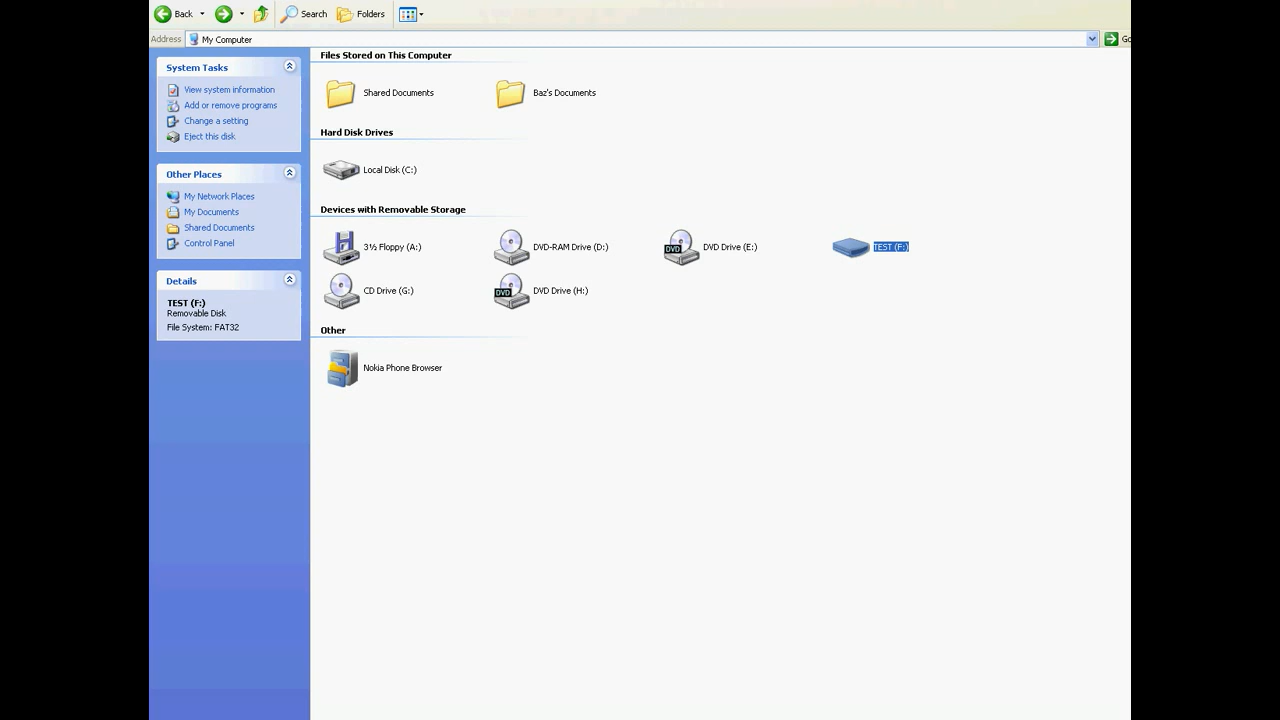 Back Search Folders
Address My Computer Go
System Tasks
View system information
Add or remove programs
Change a setting
Eject this disk
Other Places
My Network Places
My Documents
Shared Documents
Control Panel
Details
TEST (F:)
Removable Disk
File System: FAT32
Files Stored on This Computer
Shared Documents Baz's Documents
Hard Disk Drives
Local Disk (C:)
Devices with Removable Storage
3½ Floppy (A:) DVD-RAM Drive (D:) DVD DVD Drive (E:) TEST (F:)
CD Drive (G:) DVD DVD Drive (H:)
Other
Nokia Phone Browser